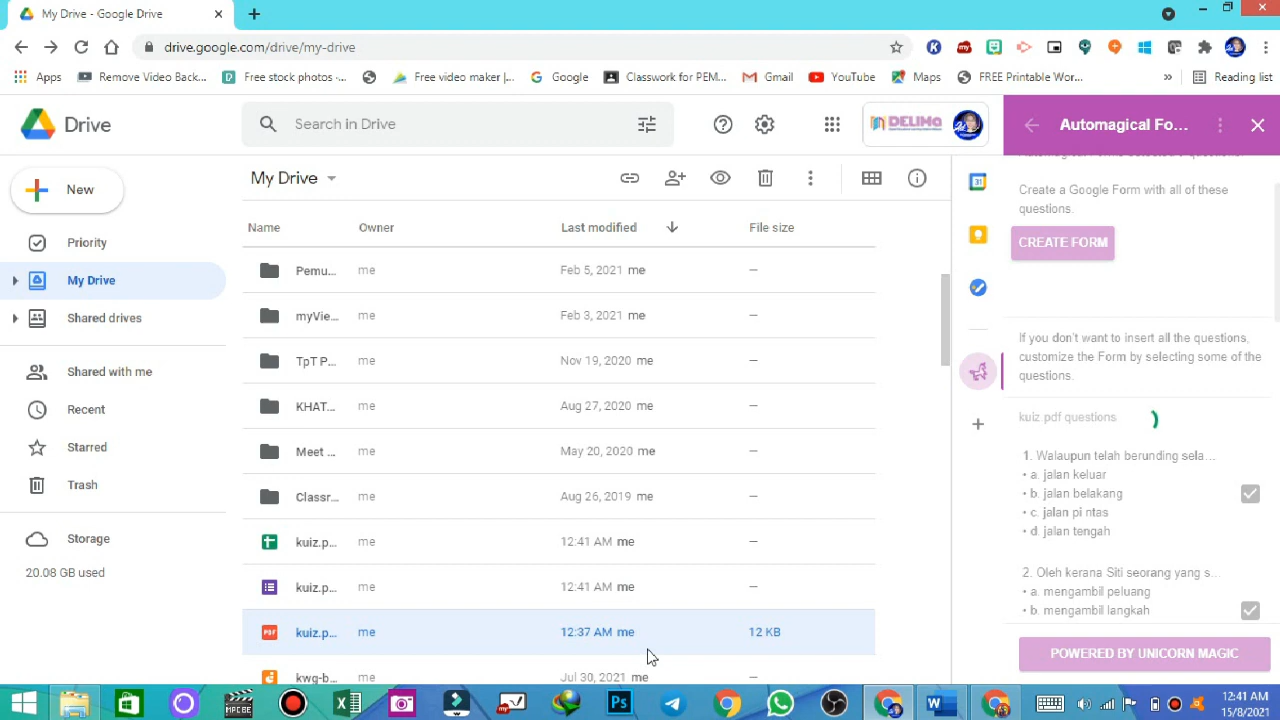 My Drive - Google Drive
drive.google.com/drive/my-drive
Apps
Remove Video Back...
Free stock photos -...
Free video maker |...
Google
Classwork for PEM...
Gmail
YouTube
Maps
FREE Printable Wor...
»
Reading list
Drive
Search in Drive
DELIMa
Automagical Fo...
New
Priority
My Drive
Shared drives
Shared with me
Recent
Starred
Trash
Storage
20.08 GB used
My Drive
Name Owner Last modified File size
Pemu... me Feb 5, 2021 me —
myVie... me Feb 3, 2021 me —
TpT P... me Nov 19, 2020 me —
KHAT... me Aug 27, 2020 me —
Meet ... me May 20, 2020 me —
Classr... me Aug 26, 2019 me —
kuiz.p... me 12:41 AM me —
kuiz.p... me 12:41 AM me —
PDF kuiz.p... me 12:37 AM me 12 KB
kwg-b... me Jul 30, 2021 me
31
Create a Google Form with all of these
questions.
CREATE FORM
If you don't want to insert all the questions,
customize the Form by selecting some of the
questions.
kuiz pdf questions
1. Walaupun telah berunding sela...
• a. jalan keluar
• b. jalan belakang
• c. jalan pi ntas
• d. jalan tengah
2. Oleh kerana Siti seorang yang s...
• a. mengambil peluang
• b. mengambil langkah
POWERED BY UNICORN MAGIC
Ps
12:41 AM
15/8/2021